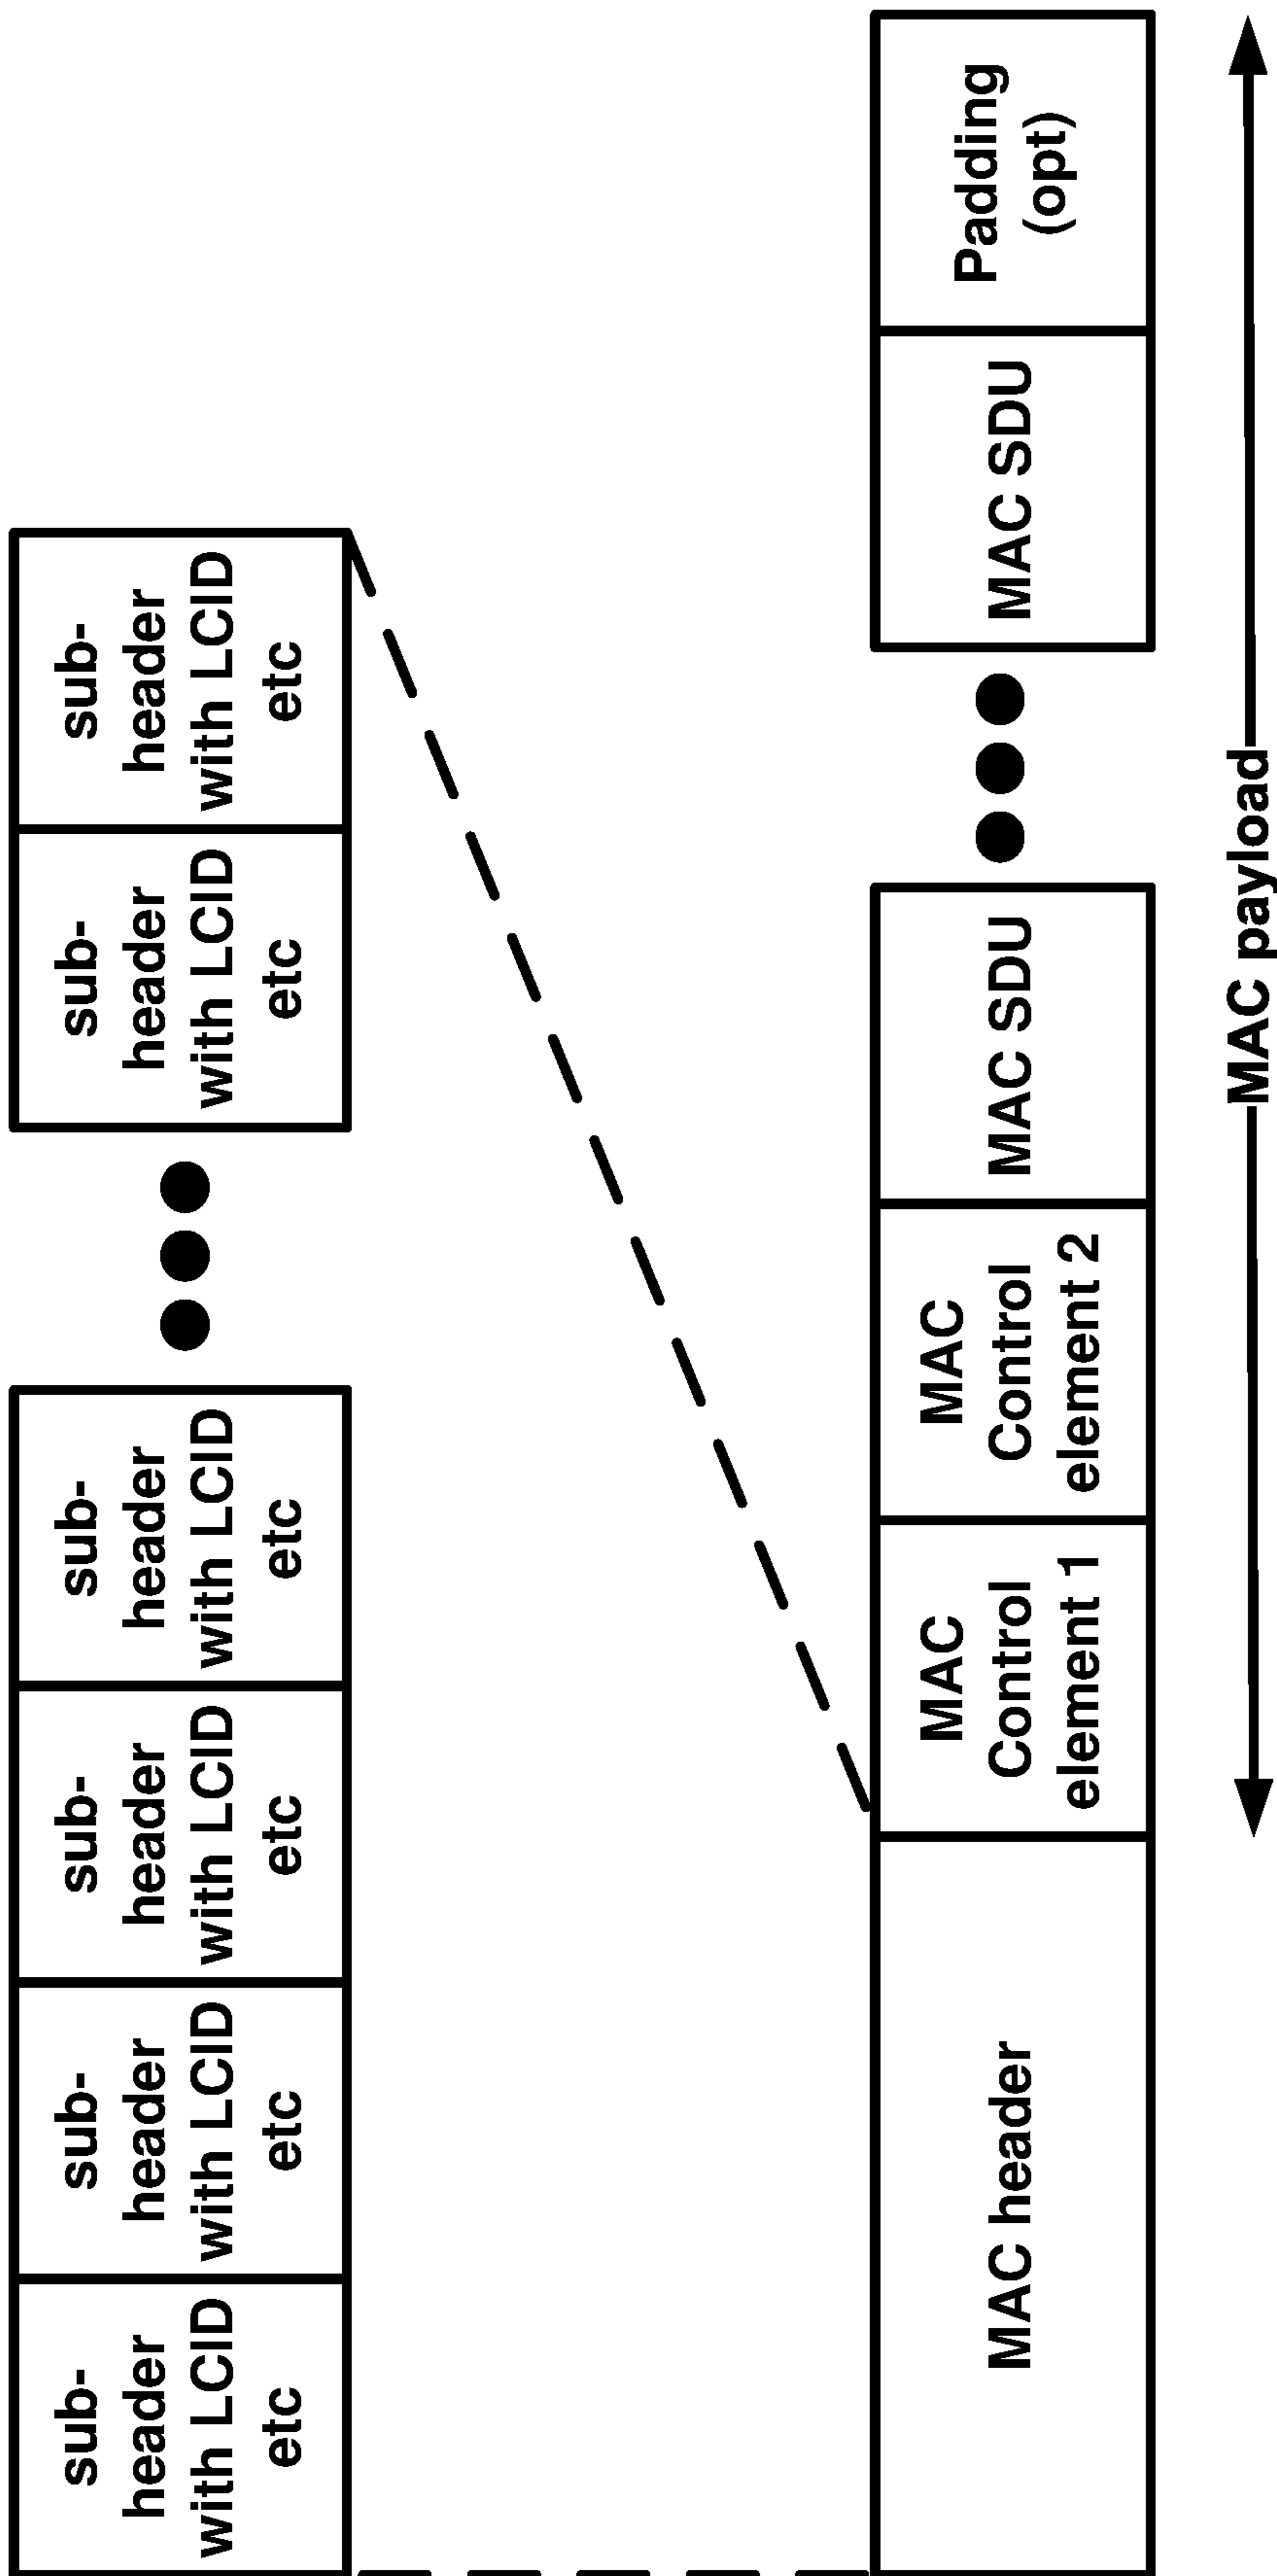 sub-
header
with LCID
etc
sub-
header
with LCID
etc
sub-
header
with LCID
etc
sub-
header
with LCID
etc
sub-
header
with LCID
etc
sub-
header
with LCID
etc
MAC header
MAC
Control
element 1
MAC
Control
element 2
MAC SDU
MAC SDU
Padding
(opt)
MAC payload